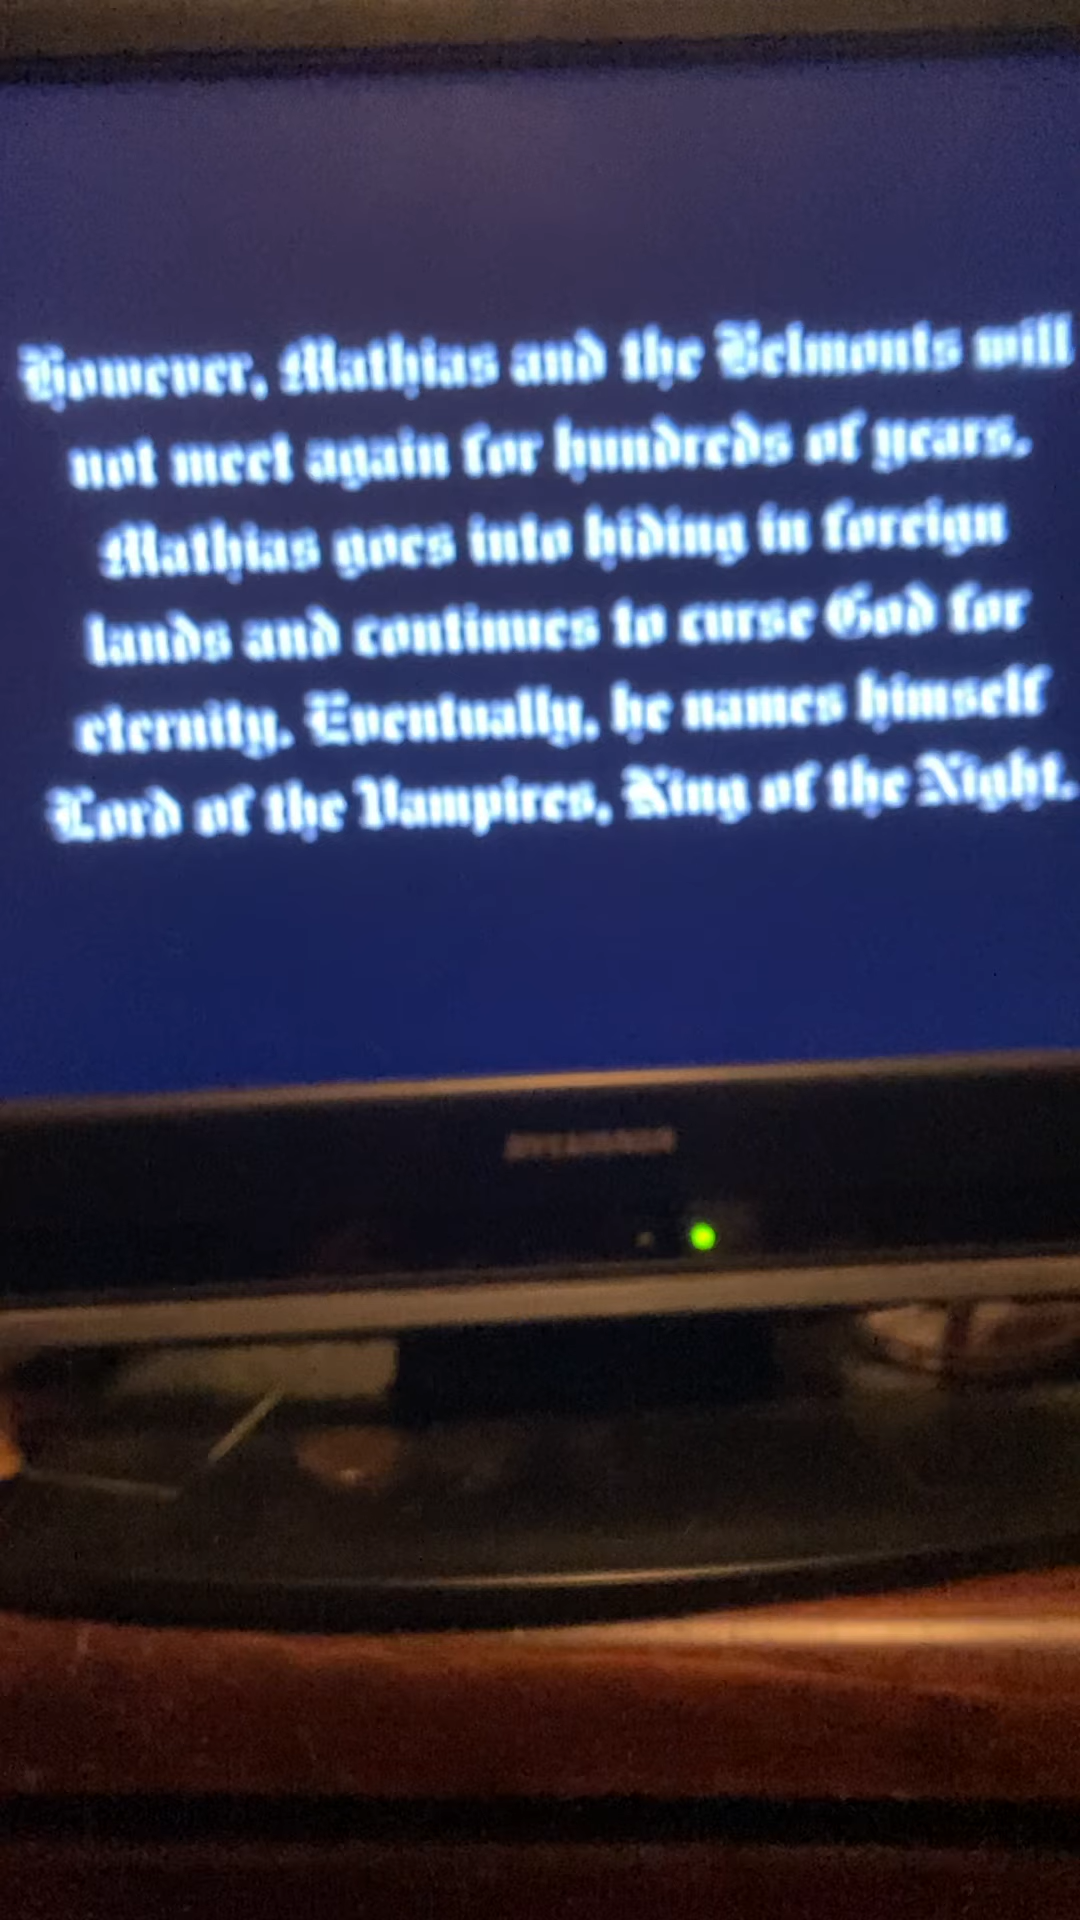 However, Mathias and the Belmonts will
not meet again for hundreds of years.
Mathias goes into hiding in foreign
lands and continues to curse God for
eternity. Eventually, he names himself
Lord of the Vampires, King of the Night.
SYLVANIA